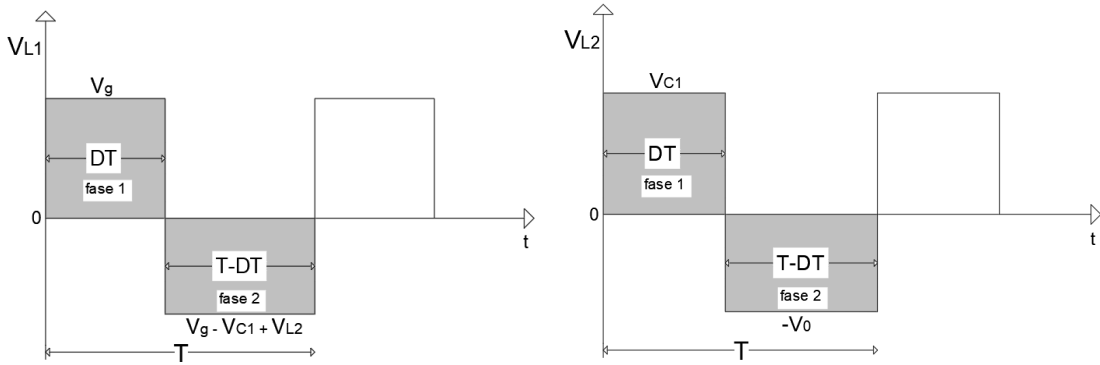 VL1
Vg
DT
fase 1
0
t
T-DT
fase 2
Vg - VC1 + VL2
T
VL2
VC1
DT
fase 1
0
t
T-DT
fase 2
-V0
T